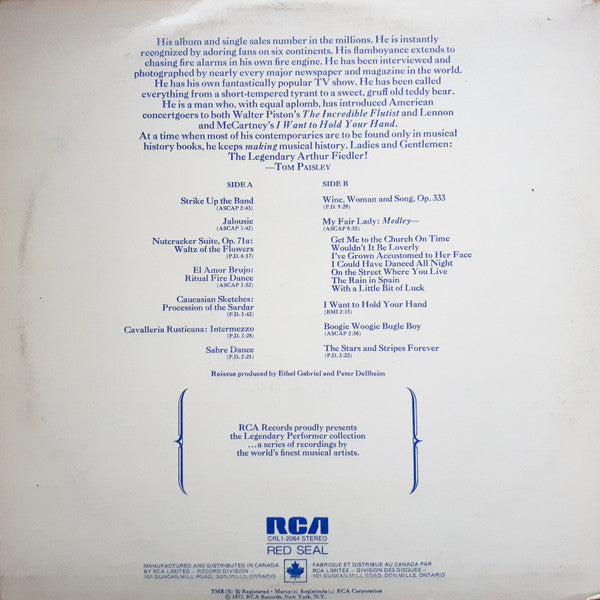 His album and single sales number in the millions. He is instantly
recognized by adoring fans on six continents. His flamboyance extends to
chasing fire alarms in his own fire engine. He has been interviewed and
photographed by nearly every major newspaper and magazine in the world.
He has his own fantastically popular TV show. He has been called
everything from a short-tempered tyrant to a sweet, gruff old teddy bear.
He is a man who, with equal aplomb, has introduced American
concertgoers to both Walter Piston's The Incredible Flutist and Lennon
and McCartney's I Want to Hold Your Hand.
At a time when most of his contemporaries are to be found only in musical
history books, he keeps making musical history. Ladies and Gentlemen:
The Legendary Arthur Fiedler!
—TOM PAISLEY
SIDE A
Strike Up the Band
(ASCAP 2:43)
Jalousie
(ASCAP 3:42)
Nutcracker Suite, Op. 71a:
Waltz of the Flowers
(P.D. 6:17)
El Amor Brujo:
Ritual Fire Dance
(ASCAP 3:52)
Caucasian Sketches:
Procession of the Sardar
(P.D. 3:42)
Cavalleria Rusticana: Intermezzo
(P.D. 3:28)
Sabre Dance
(P.D. 2:21)
SIDE B
Wine, Woman and Song, Op. 333
(P.D. 9:28)
My Fair Lady: Medley—
(ASCAP 8:55)
Get Me to the Church On Time
Wouldn't It Be Loverly
I've Grown Accustomed to Her Face
I Could Have Danced All Night
On the Street Where You Live
The Rain in Spain
With a Little Bit of Luck
I Want to Hold Your Hand
(BMI 2:15)
Boogie Woogie Bugle Boy
(ASCAP 2:36)
The Stars and Stripes Forever
(P.D. 3:22)
Reissue produced by Ethel Gabriel and Peter Dellheim
RCA Records proudly presents
the Legendary Performer collection
...a series of recordings by
the world's finest musical artists.
RCA
CRL1-2064 STEREO
RED SEAL
MANUFACTURED AND DISTRIBUTED IN CANADA
BY RCA LIMITED – RECORD DIVISION –
101 DUNCAN MILL ROAD, DON MILLS, ONTARIO
FABRIQUE ET DISTRIBUE AU CANADA PAR
RCA LIMITEE – DIVISION DES DISQUES –
101 DUNCAN MILL ROAD, DON MILLS, ONTARIO
TMK(S) ® Registered • Marca(s) Registrada(s) RCA Corporation
© 1977, RCA Records, New York, N.Y.